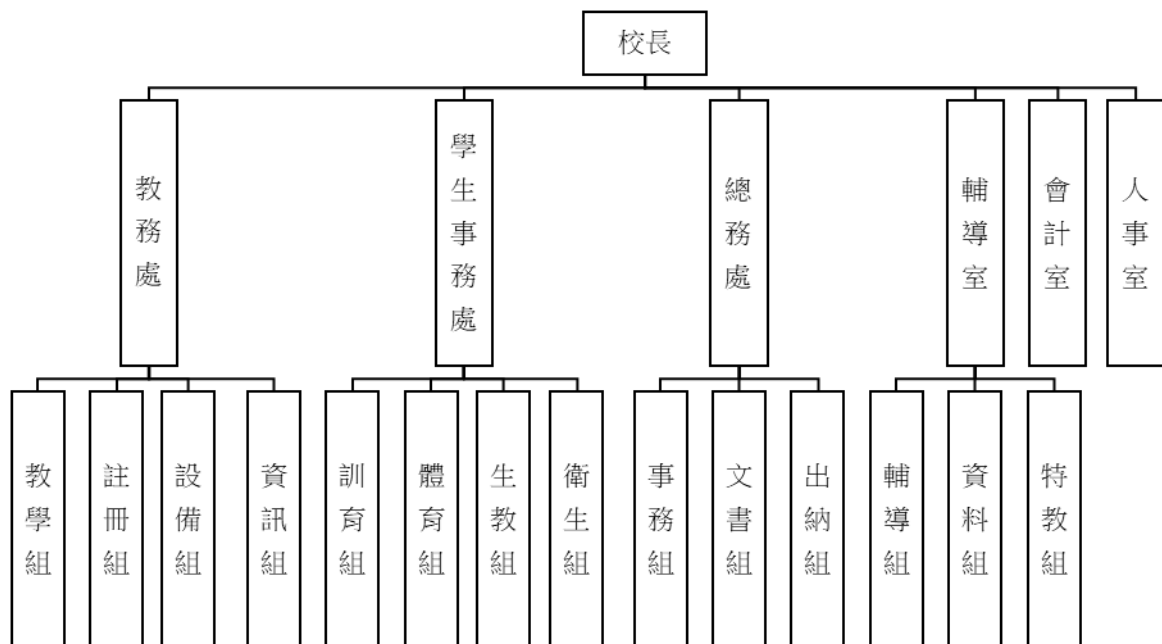 校長
教務處
學生事務處
總務處
輔導室
會計室
人事室
教學組
註冊組
設備組
資訊組
訓育組
體育組
生教組
衛生組
事務組
文書組
出納組
輔導組
資料組
特教組